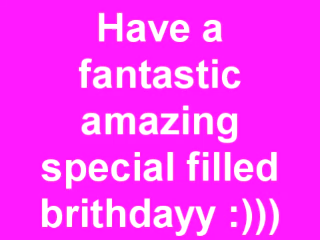 Have a
fantastic
amazing
special filled
brithdayy :)))